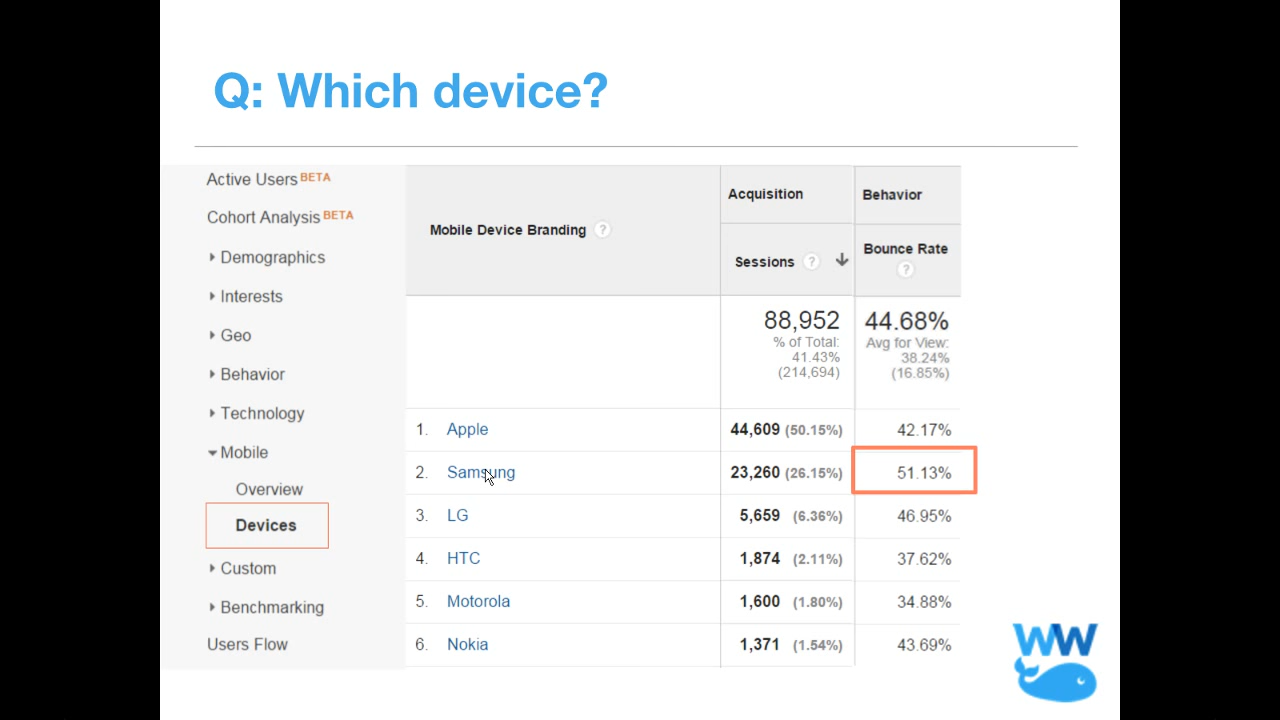 Q: Which device?
Active Users BETA
Cohort Analysis BETA
Demographics
Interests
Geo
Behavior
Technology
Mobile
Overview
Devices
Custom
Benchmarking
Users Flow
Mobile Device Branding ?
Acquisition
Behavior
Sessions ?
Bounce Rate
?
88,952
% of Total:
41.43%
(214,694)
44.68%
Avg for View:
38.24%
(16.85%)
1. Apple 44,609 (50.15%) 42.17%
2. Samsung 23,260 (26.15%) 51.13%
3. LG 5,659 (6.36%) 46.95%
4. HTC 1,874 (2.11%) 37.62%
5. Motorola 1,600 (1.80%) 34.88%
6. Nokia 1,371 (1.54%) 43.69%
WW